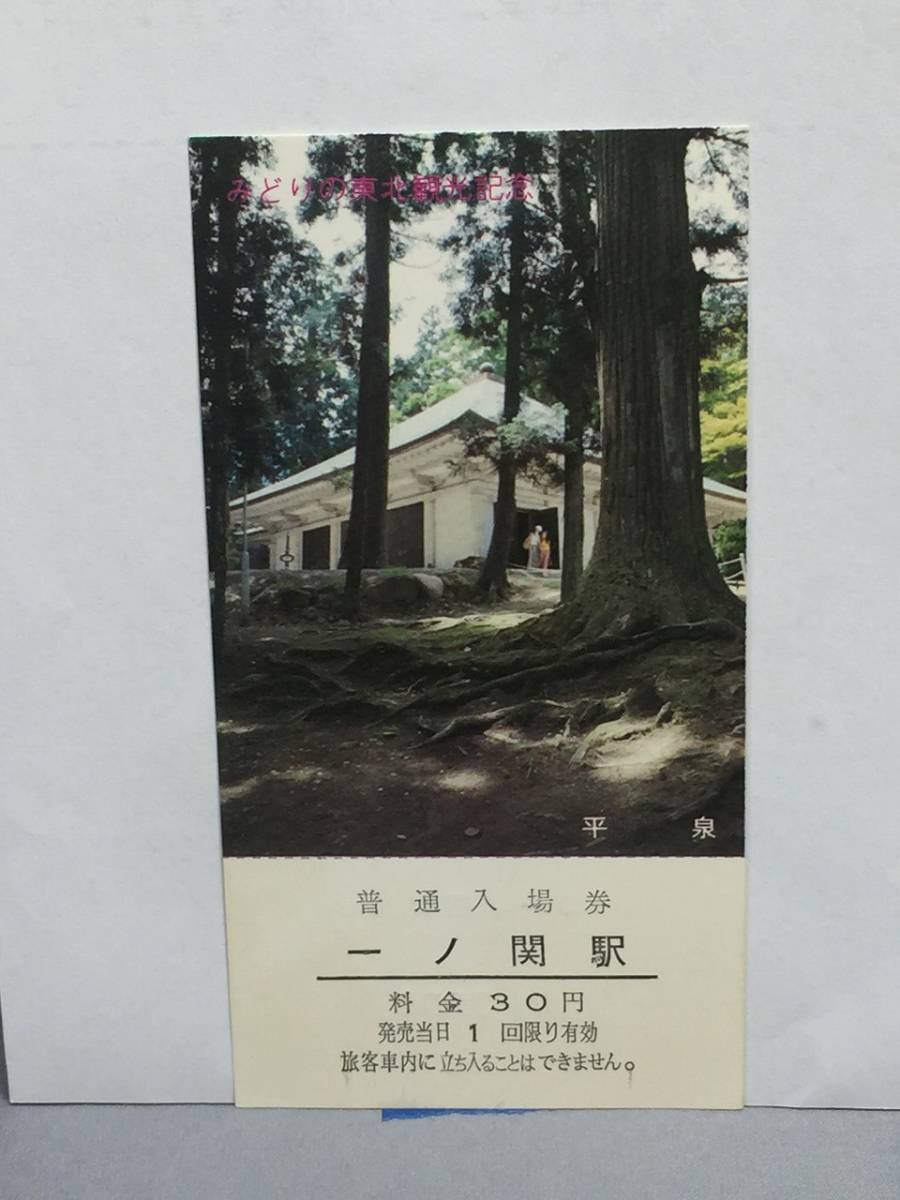 みどりの東北観光記念
平泉
普通入場券
一ノ関駅
料金30円
発売当日1回限り有効
旅客車内に立ち入ることはできません。